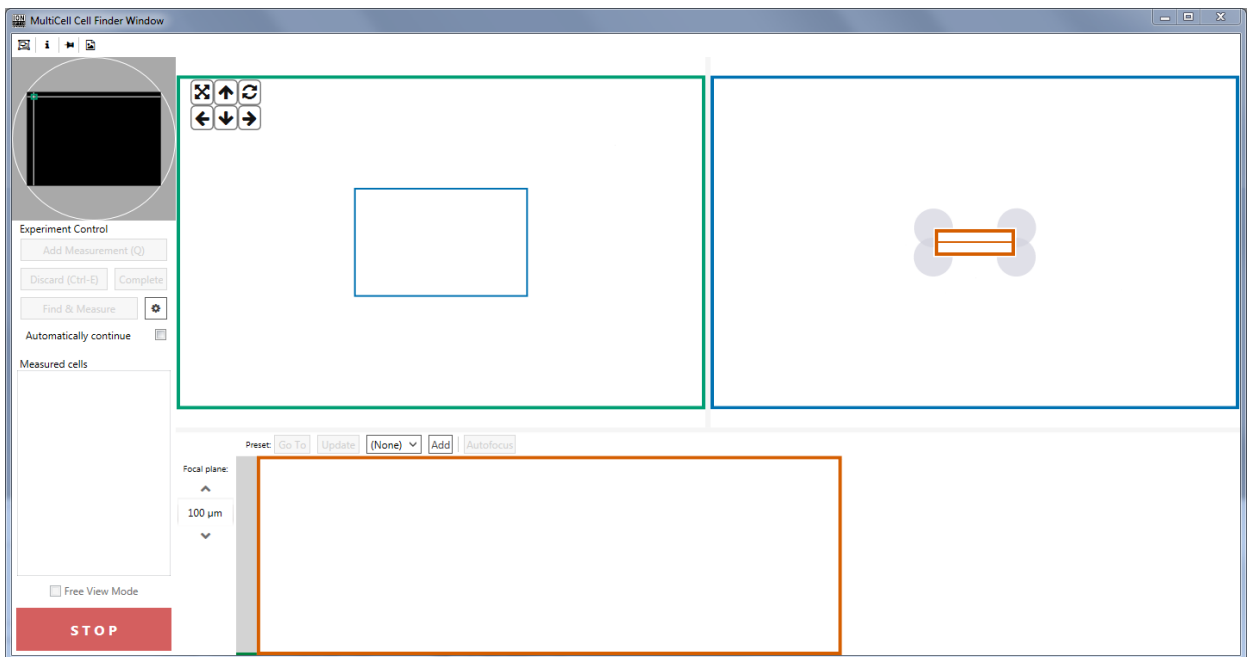 MultiCell Cell Finder Window
Experiment Control
Add Measurement (Q)
Discard (Ctrl-E) Complete
Find & Measure
Automatically continue
Measured cells
Free View Mode
STOP
Preset: Go To Update (None) Add Autofocus
Focal plane:
100 µm